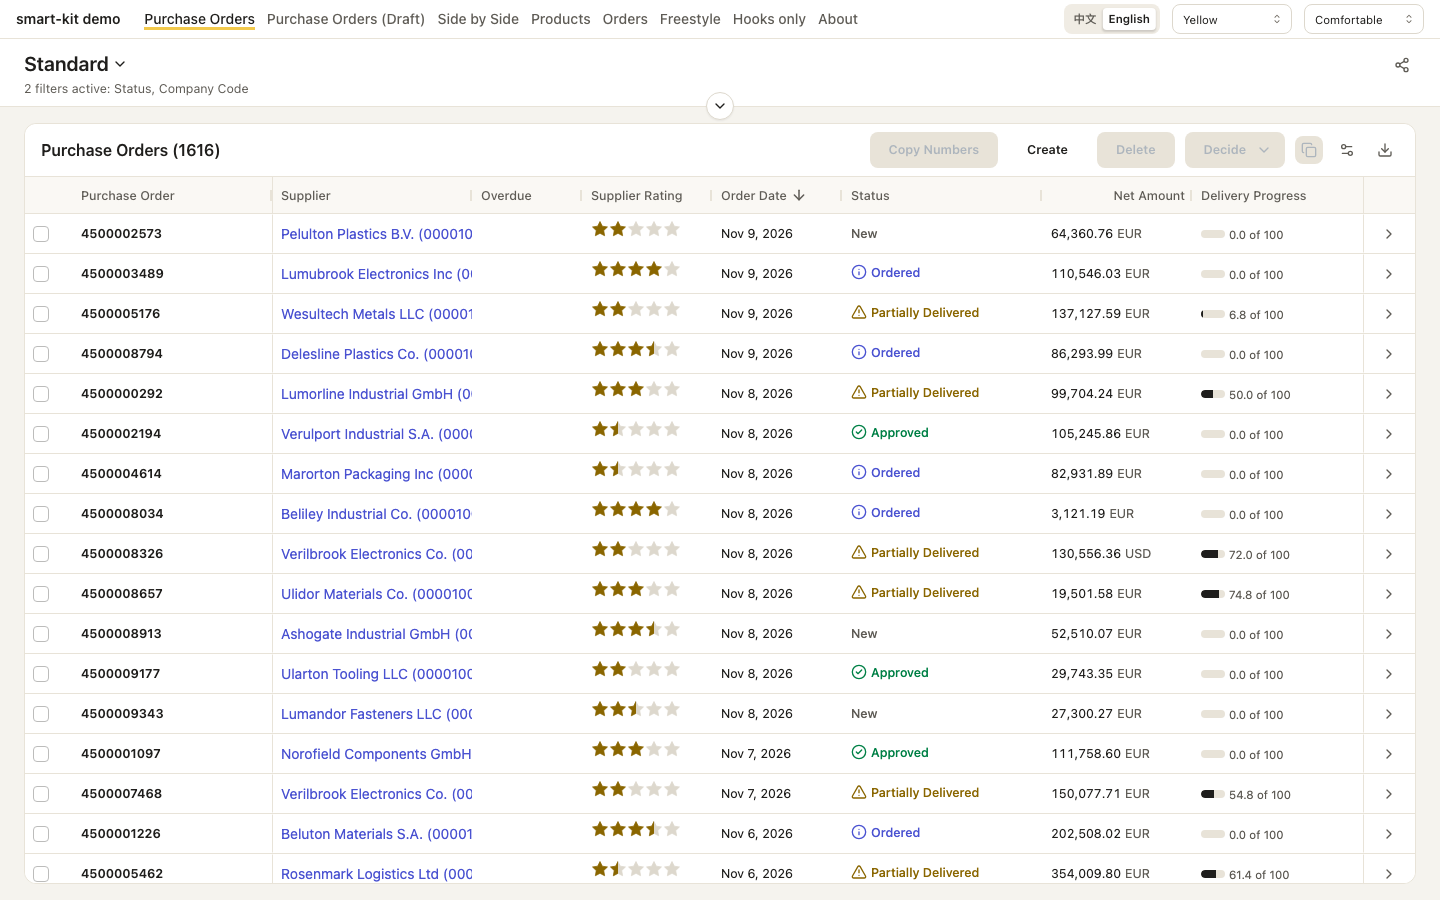 smart-kit demo Purchase Orders Purchase Orders (Draft) Side by Side Products Orders Freestyle Hooks only About 中文 English Yellow Comfortable
Standard
2 filters active: Status, Company Code
Purchase Orders (1616) Copy Numbers Create Delete Decide
Purchase Order Supplier Overdue Supplier Rating Order Date Status Net Amount Delivery Progress
4500002573 Pelulton Plastics B.V. (000010 Nov 9, 2026 New 64,360.76 EUR 0.0 of 100
4500003489 Lumubrook Electronics Inc (0 Nov 9, 2026 Ordered 110,546.03 EUR 0.0 of 100
4500005176 Wesultech Metals LLC (00001 Nov 9, 2026 Partially Delivered 137,127.59 EUR 6.8 of 100
4500008794 Delesline Plastics Co. (00001 Nov 9, 2026 Ordered 86,293.99 EUR 0.0 of 100
4500000292 Lumorline Industrial GmbH (0 Nov 8, 2026 Partially Delivered 99,704.24 EUR 50.0 of 100
4500002194 Verulport Industrial S.A. (000 Nov 8, 2026 Approved 105,245.86 EUR 0.0 of 100
4500004614 Marorton Packaging Inc (000 Nov 8, 2026 Ordered 82,931.89 EUR 0.0 of 100
4500008034 Beliley Industrial Co. (000010 Nov 8, 2026 Ordered 3,121.19 EUR 0.0 of 100
4500008326 Verilbrook Electronics Co. (00 Nov 8, 2026 Partially Delivered 130,556.36 USD 72.0 of 100
4500008657 Ulidor Materials Co. (0000100 Nov 8, 2026 Partially Delivered 19,501.58 EUR 74.8 of 100
4500008913 Ashogate Industrial GmbH (00 Nov 8, 2026 New 52,510.07 EUR 0.0 of 100
4500009177 Ularton Tooling LLC (0000100 Nov 8, 2026 Approved 29,743.35 EUR 0.0 of 100
4500009343 Lumandor Fasteners LLC (000 Nov 8, 2026 New 27,300.27 EUR 0.0 of 100
4500001097 Norofield Components GmbH Nov 7, 2026 Approved 111,758.60 EUR 0.0 of 100
4500007468 Verilbrook Electronics Co. (00 Nov 7, 2026 Partially Delivered 150,077.71 EUR 54.8 of 100
4500001226 Beluton Materials S.A. (00001 Nov 6, 2026 Ordered 202,508.02 EUR 0.0 of 100
4500005462 Rosenmark Logistics Ltd (000 Nov 6, 2026 Partially Delivered 354,009.80 EUR 61.4 of 100